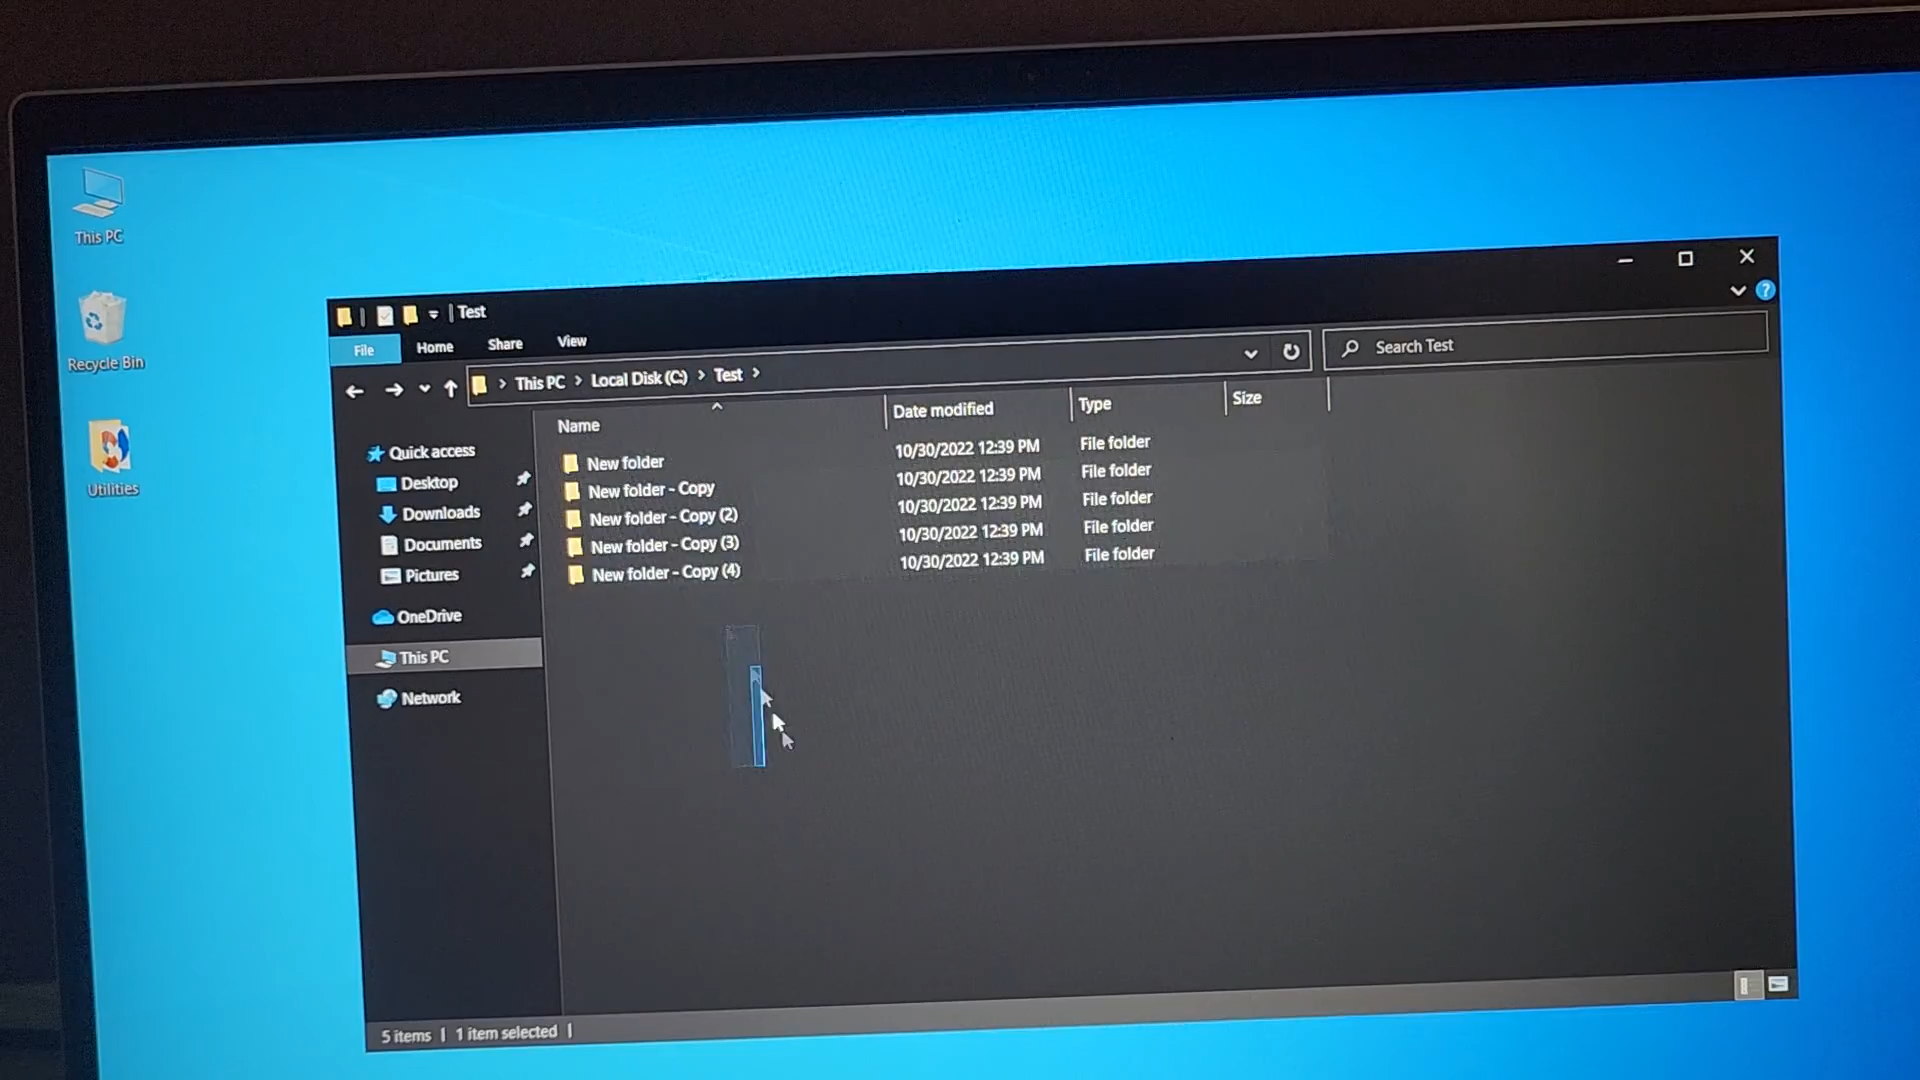 This PC
Recycle Bin
Utilities
Test
File Home Share View
This PC Local Disk (C:) Test
Search Test
Name Date modified Type Size
New folder 10/30/2022 12:39 PM File folder
New folder - Copy 10/30/2022 12:39 PM File folder
New folder - Copy (2) 10/30/2022 12:39 PM File folder
New folder - Copy (3) 10/30/2022 12:39 PM File folder
New folder - Copy (4) 10/30/2022 12:39 PM File folder
Quick access
Desktop
Downloads
Documents
Pictures
OneDrive
This PC
Network
5 items 1 item selected